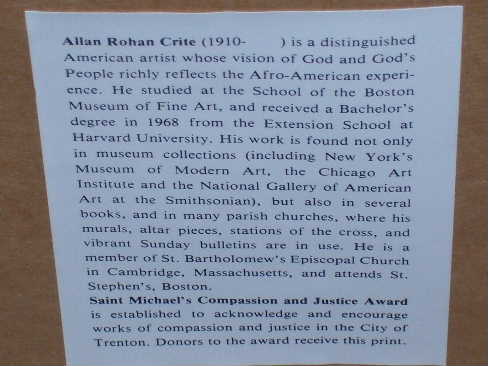 Allan Rohan Crite (1910-      ) is a distinguished
American artist whose vision of God and God's
People richly reflects the Afro-American experi-
ence. He studied at the School of the Boston
Museum of Fine Art, and received a Bachelor's
degree in 1968 from the Extension School at
Harvard University. His work is found not only
in museum collections (including New York's
Museum of Modern Art, the Chicago Art
Institute and the National Gallery of American
Art at the Smithsonian), but also in several
books, and in many parish churches, where his
murals, altar pieces, stations of the cross, and
vibrant Sunday bulletins are in use. He is a
member of St. Bartholomew's Episcopal Church
in Cambridge, Massachusetts, and attends St.
Stephen's, Boston.
Saint Michael's Compassion and Justice Award
is established to acknowledge and encourage
works of compassion and justice in the City of
Trenton. Donors to the award receive this print.